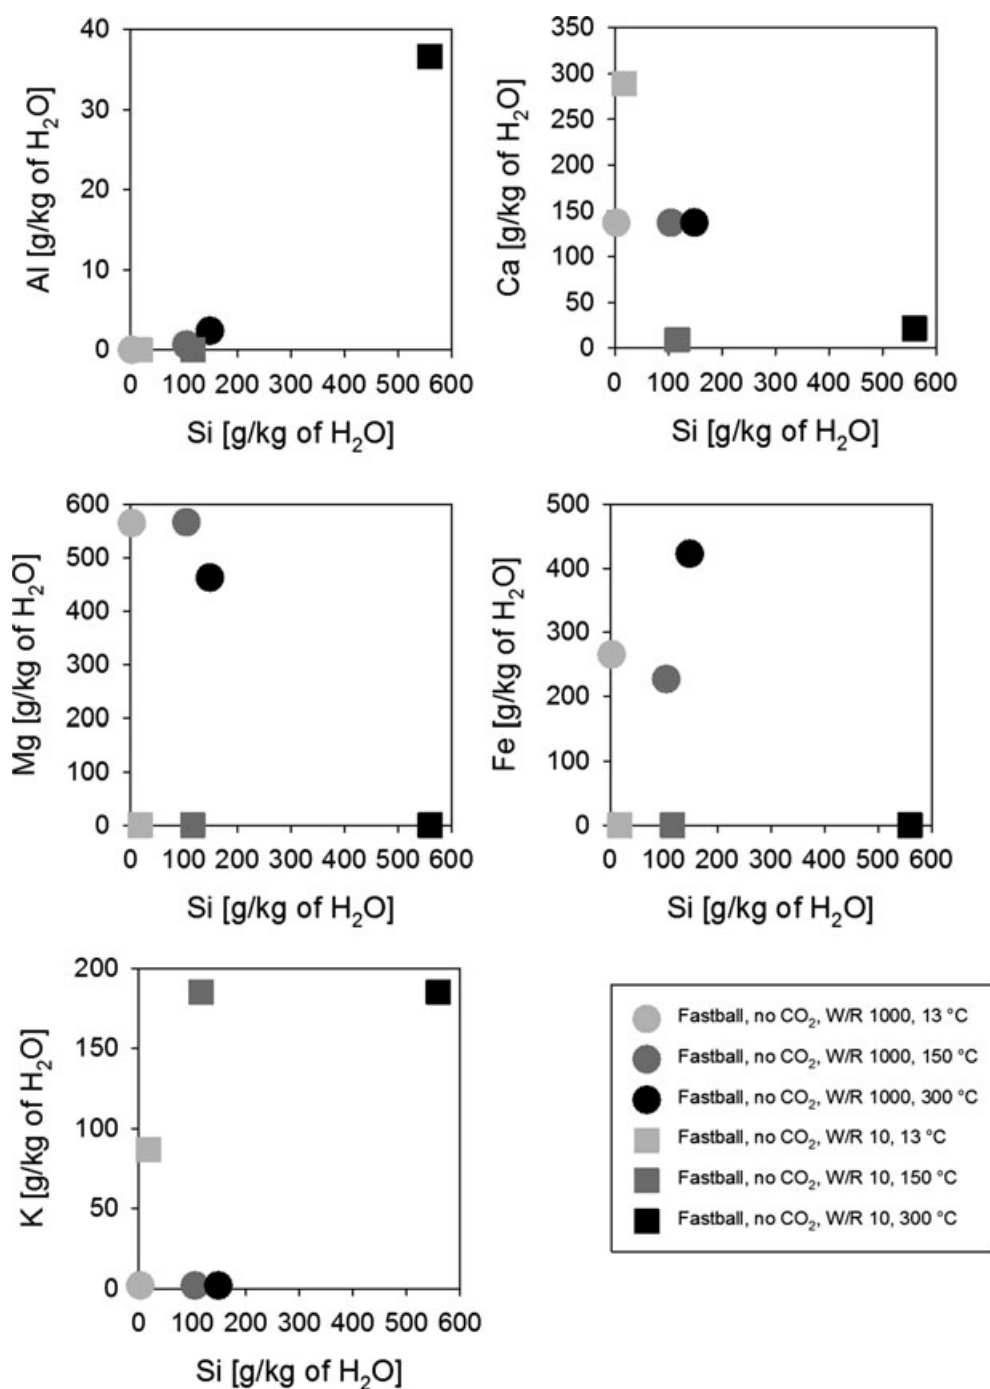 40
30
20
10
0
Al [g/kg of H₂O]
0 100 200 300 400 500 600
Si [g/kg of H₂O]
350
300
250
200
150
100
50
0
Ca [g/kg of H₂O]
0 100 200 300 400 500 600
Si [g/kg of H₂O]
600
500
400
300
200
100
0
Mg [g/kg of H₂O]
0 100 200 300 400 500 600
Si [g/kg of H₂O]
500
400
300
200
100
0
Fe [g/kg of H₂O]
0 100 200 300 400 500 600
Si [g/kg of H₂O]
200
150
100
50
0
K [g/kg of H₂O]
0 100 200 300 400 500 600
Si [g/kg of H₂O]
Fastball, no CO₂, W/R 1000, 13 °C
Fastball, no CO₂, W/R 1000, 150 °C
Fastball, no CO₂, W/R 1000, 300 °C
Fastball, no CO₂, W/R 10, 13 °C
Fastball, no CO₂, W/R 10, 150 °C
Fastball, no CO₂, W/R 10, 300 °C